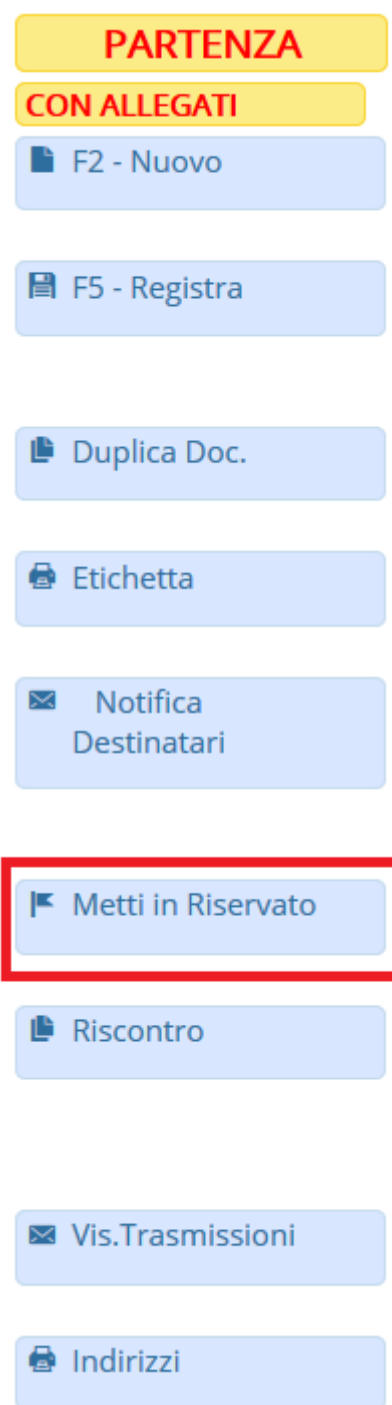 PARTENZA
CON ALLEGATI
F2 - Nuovo
F5 - Registra
Duplica Doc.
Etichetta
Notifica
Destinatari
Metti in Riservato
Riscontro
Vis.Trasmissioni
Indirizzi